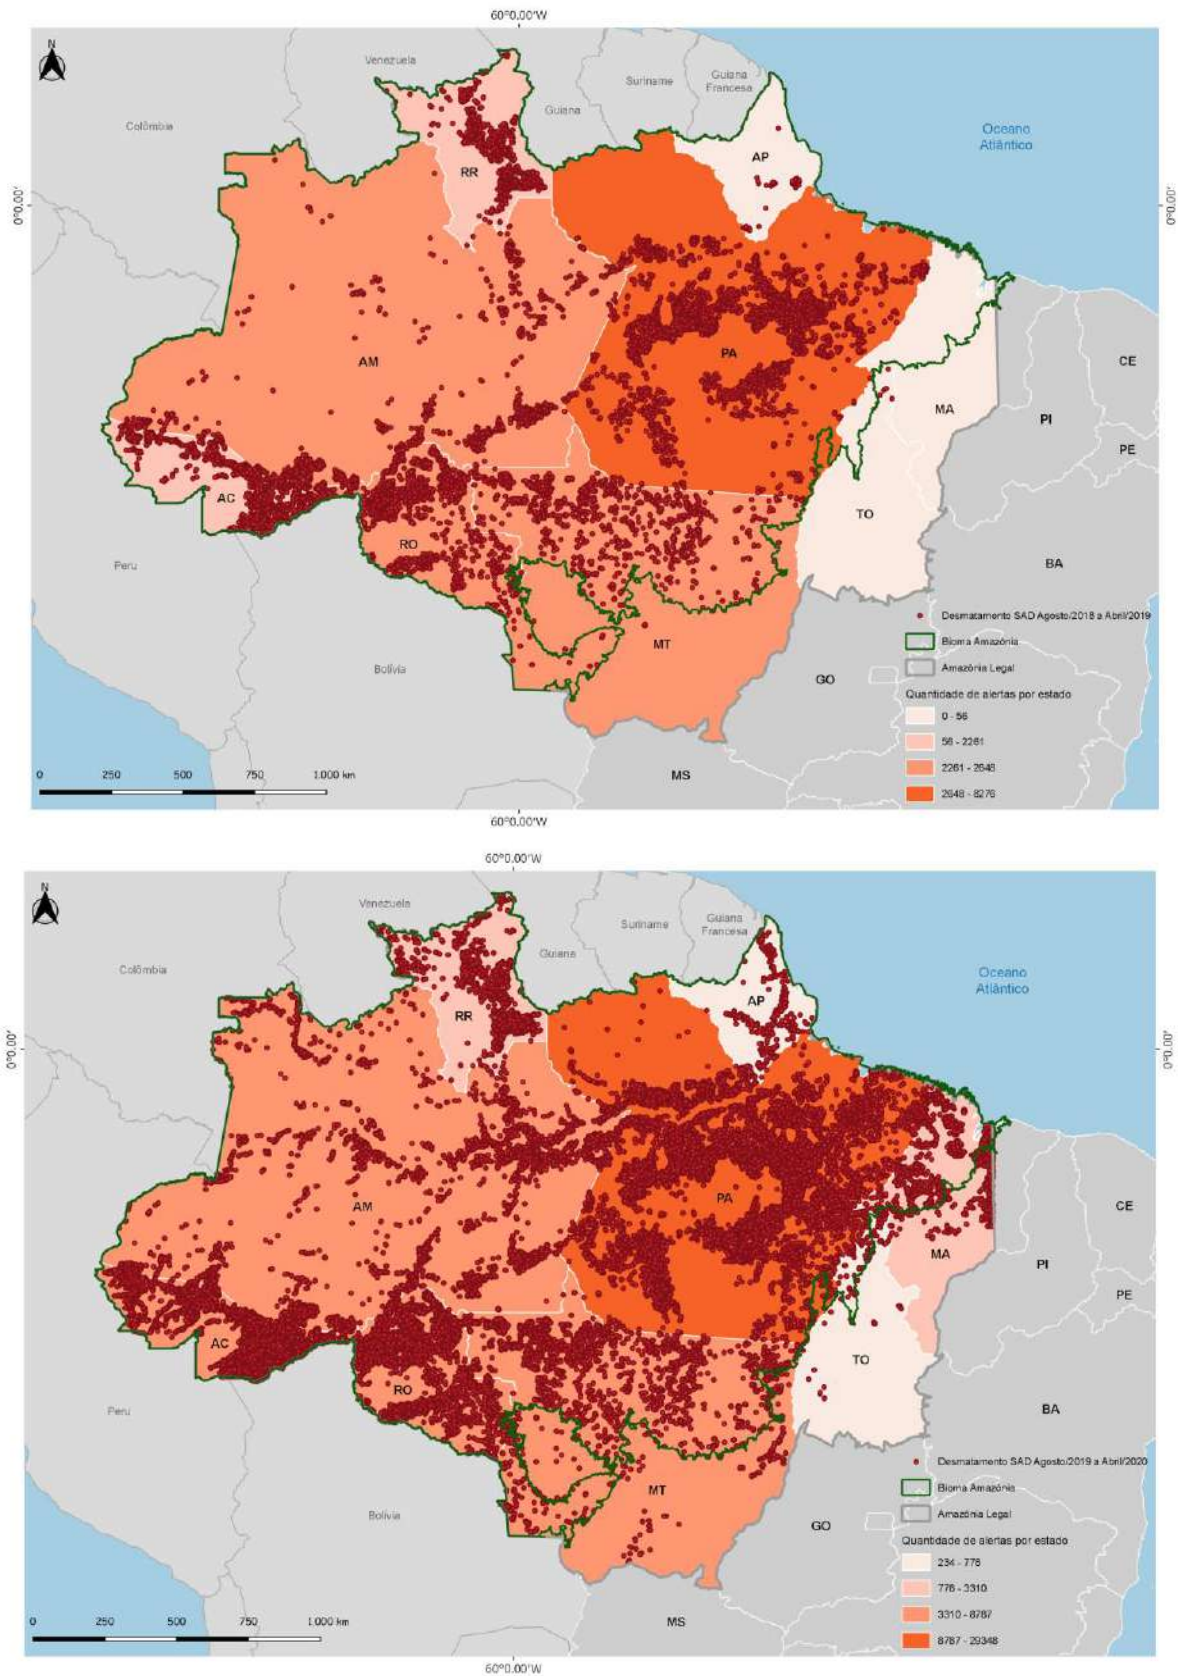 60°0.00'W
N
Venezuela
Suriname
Guiana
Francesa
Guiana
Colômbia
Oceano
Atlântico
AP
RR
0°0.00'
0°0.00'
AM
PA
CE
MA
PI
PE
AC
TO
RO
BA
Peru
Desmatamento SAD Agosto/2018 a Abril/2019
Bioma Amazônia
MT
Amazônia Legal
Bolívia
GO
Quantidade de alertas por estado
0 - 56
56 - 2261
2261 - 2648
2648 - 8276
0 250 500 750 1.000 km
MS
60°0.00'W
60°0.00'W
N
Venezuela
Suriname
Guiana
Francesa
Guiana
Colômbia
Oceano
Atlântico
AP
RR
0°0.00'
0°0.00'
AM
PA
CE
MA
PI
PE
AC
TO
RO
BA
Peru
Desmatamento SAD Agosto/2019 a Abril/2020
Bioma Amazônia
MT
Amazônia Legal
Bolívia
GO
Quantidade de alertas por estado
234 - 778
778 - 3310
3310 - 8787
8787 - 29348
0 250 500 750 1.000 km
MS
60°0.00'W